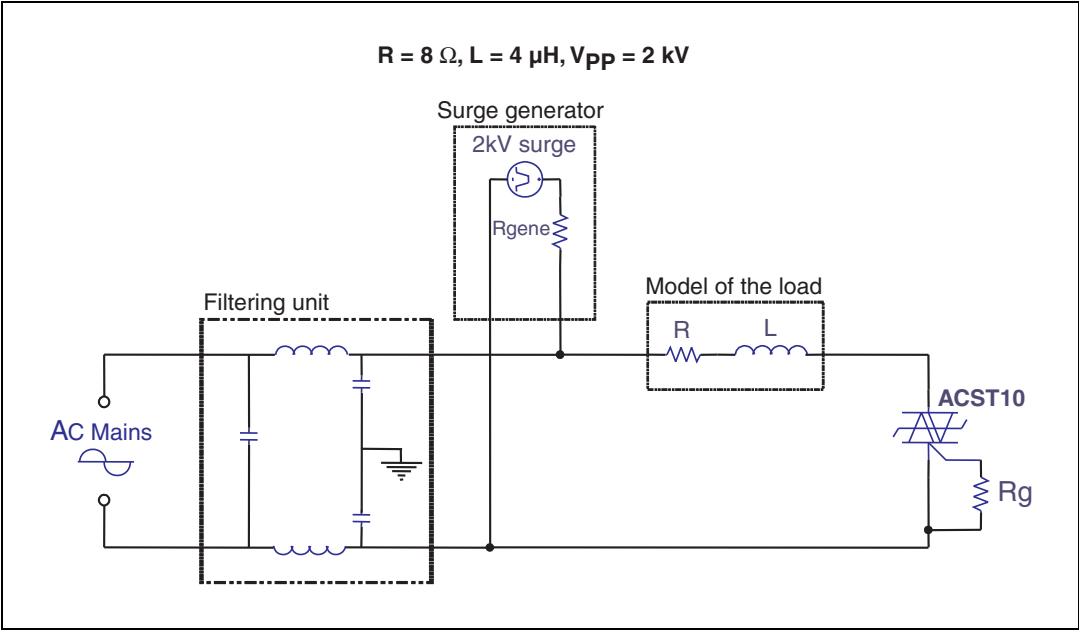 R = 8 Ω, L = 4 µH, VPP = 2 kV
Surge generator
2kV surge
Rgene
Model of the load
R
L
Filtering unit
AC Mains
ACST10
Rg